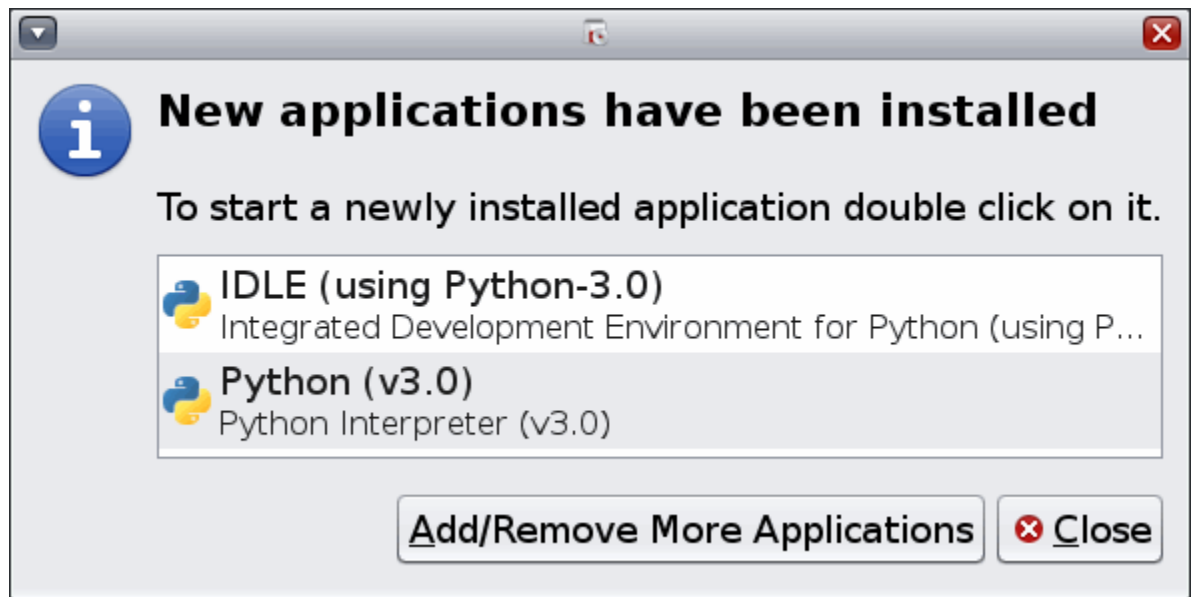 New applications have been installed
To start a newly installed application double click on it.
IDLE (using Python-3.0)
Integrated Development Environment for Python (using P...
Python (v3.0)
Python Interpreter (v3.0)
Add/Remove More Applications
Close